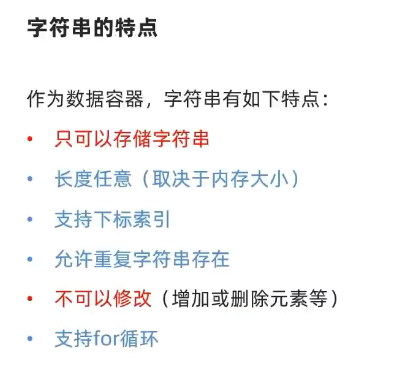 字符串的特点
作为数据容器，字符串有如下特点：
• 只可以存储字符串
• 长度任意（取决于内存大小）
• 支持下标索引
• 允许重复字符串存在
• 不可以修改（增加或删除元素等）
• 支持for循环